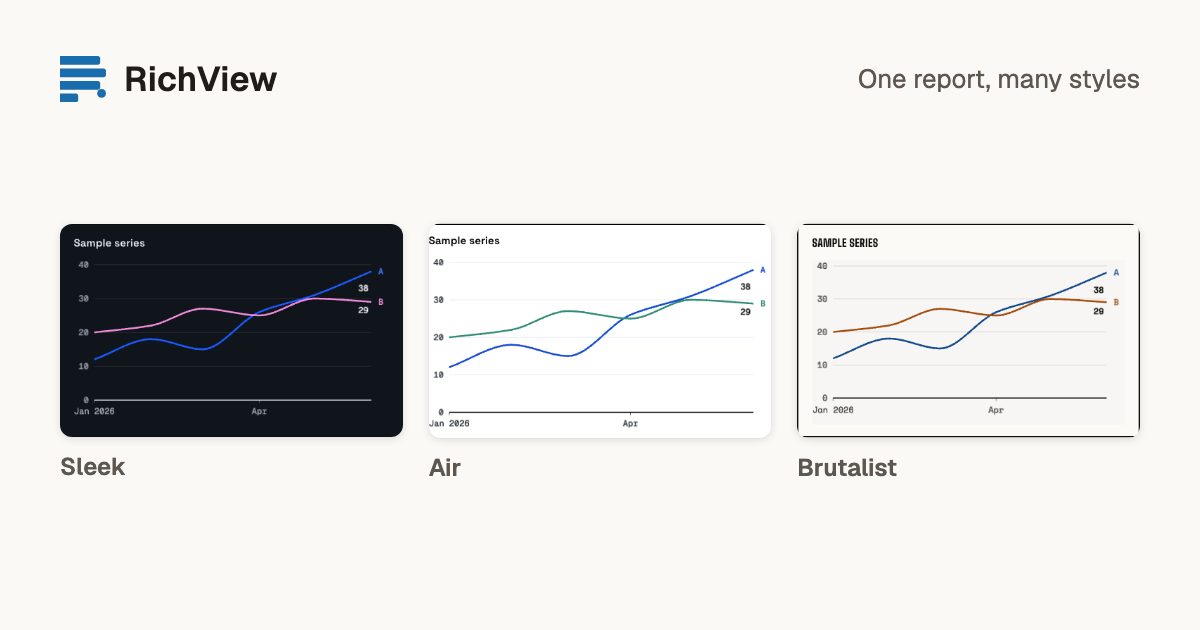 RichView
One report, many styles
Sample series
40
30
20
10
0
Jan 2026
Apr
A
38
B
29
Sleek
Sample series
40
30
20
10
0
Jan 2026
Apr
A
38
B
29
Air
SAMPLE SERIES
40
30
20
10
0
Jan 2026
Apr
A
38
B
29
Brutalist